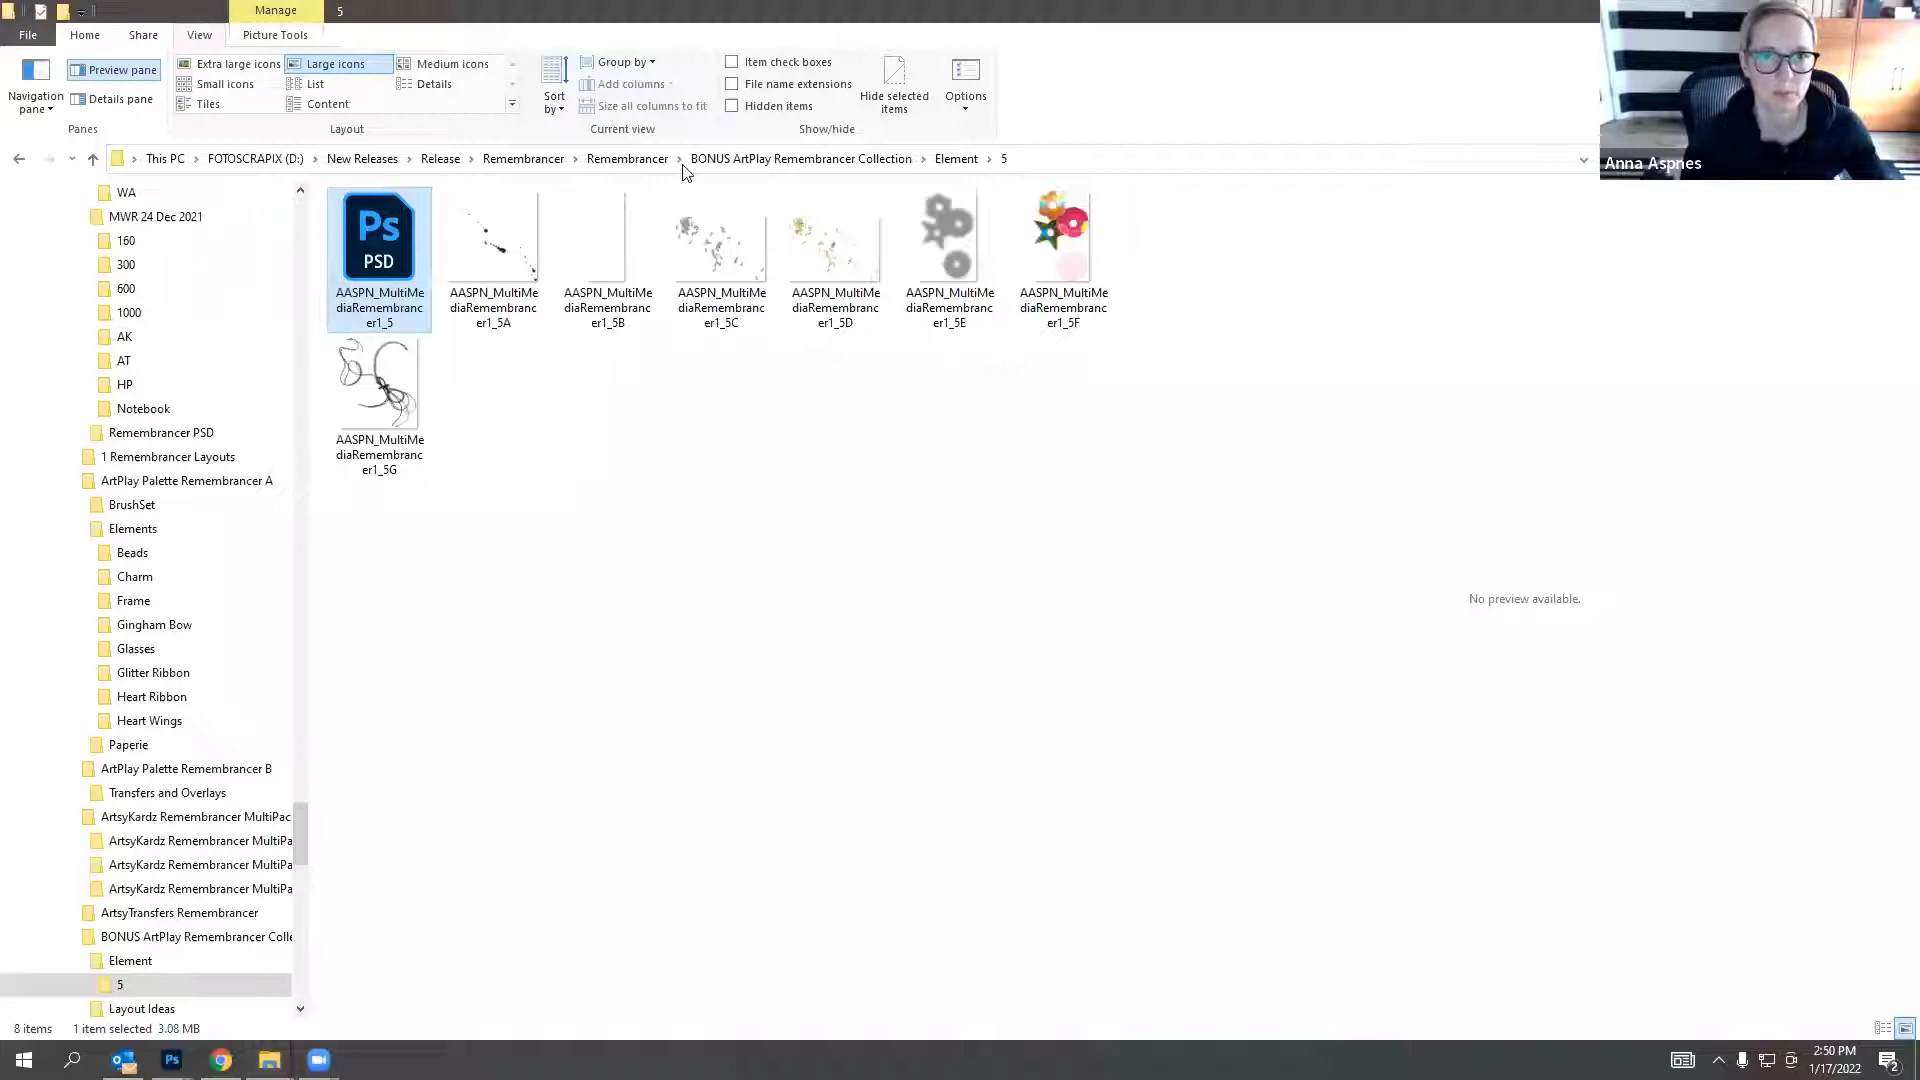 Manage
5
File
Home
Share
View
Picture Tools
Navigation
pane
Preview pane
Details pane
Panes
Extra large icons
Large icons
Medium icons
Small icons
List
Details
Tiles
Content
Layout
Sort
by
Group by
Add columns
Size all columns to fit
Current view
Item check boxes
File name extensions
Hidden items
Hide selected
items
Show/hide
Options
This PC > FOTOSCRAPIX (D:) > New Releases > Release > Remembrancer > Remembrancer > BONUS ArtPlay Remembrancer Collection > Element > 5
Anna Aspnes
WA
MWR 24 Dec 2021
160
300
600
1000
AK
AT
HP
Notebook
Remembrancer PSD
1 Remembrancer Layouts
ArtPlay Palette Remembrancer A
BrushSet
Elements
Beads
Charm
Frame
Gingham Bow
Glasses
Glitter Ribbon
Heart Ribbon
Heart Wings
Paperie
ArtPlay Palette Remembrancer B
Transfers and Overlays
ArtsyKardz Remembrancer MultiPac
ArtsyKardz Remembrancer MultiPa
ArtsyKardz Remembrancer MultiPa
ArtsyKardz Remembrancer MultiPa
ArtsyTransfers Remembrancer
BONUS ArtPlay Remembrancer Colle
Element
5
Layout Ideas
Ps
PSD
AASPN_MultiMe
diaRemembranc
er1_5
AASPN_MultiMe
diaRemembranc
er1_5A
AASPN_MultiMe
diaRemembranc
er1_5B
AASPN_MultiMe
diaRemembranc
er1_5C
AASPN_MultiMe
diaRemembranc
er1_5D
AASPN_MultiMe
diaRemembranc
er1_5E
AASPN_MultiMe
diaRemembranc
er1_5F
AASPN_MultiMe
diaRemembranc
er1_5G
No preview available.
8 items
1 item selected 3.08 MB
Ps
2:50 PM
1/17/2022
2